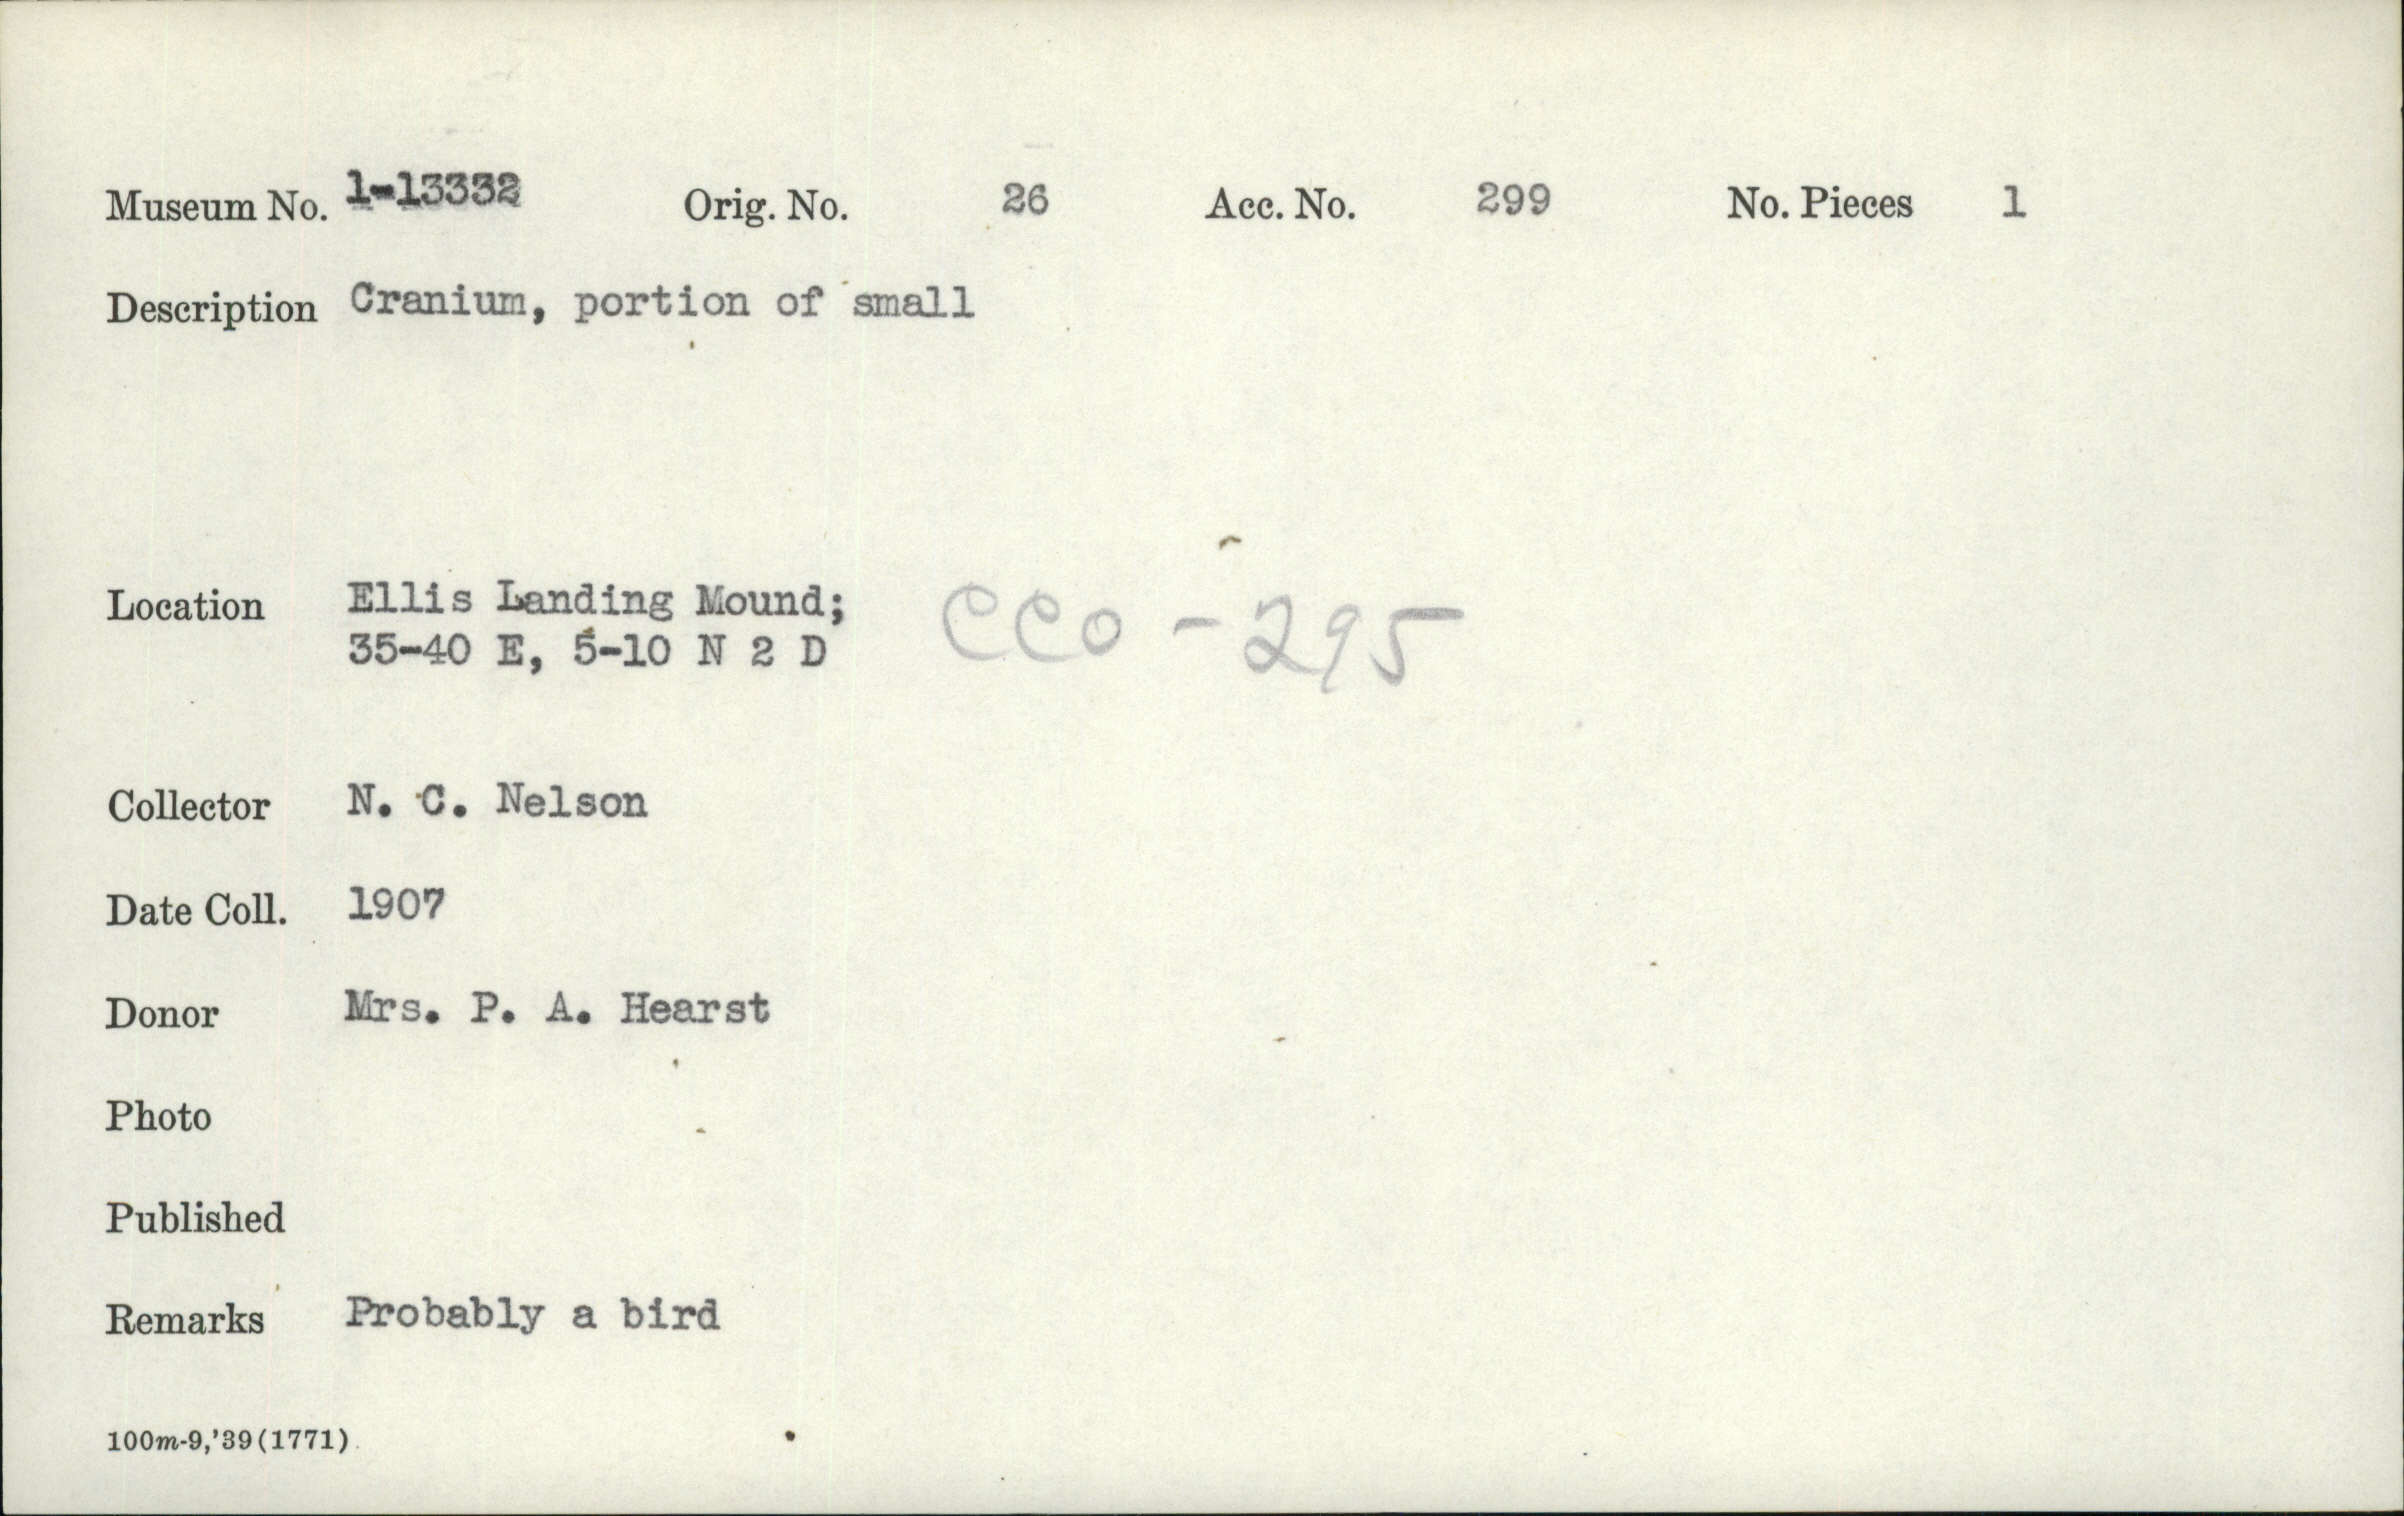 Museum No. 1-13332 Orig. No. 26 Acc. No. 299 No. Pieces 1
Description Cranium, portion of small
Location Ellis Landing Mound;
35-40 E, 5-10 N 2 D CCO-295
Collector N. C. Nelson
Date Coll. 1907
Donor Mrs. P. A. Hearst
Photo
Published
Remarks Probably a bird
100m-9,'39(1771)